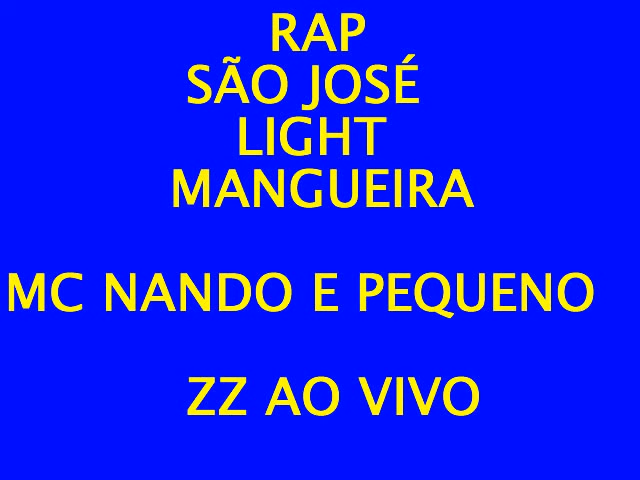 RAP
SÃO JOSÉ
LIGHT
MANGUEIRA
MC NANDO E PEQUENO
ZZ AO VIVO